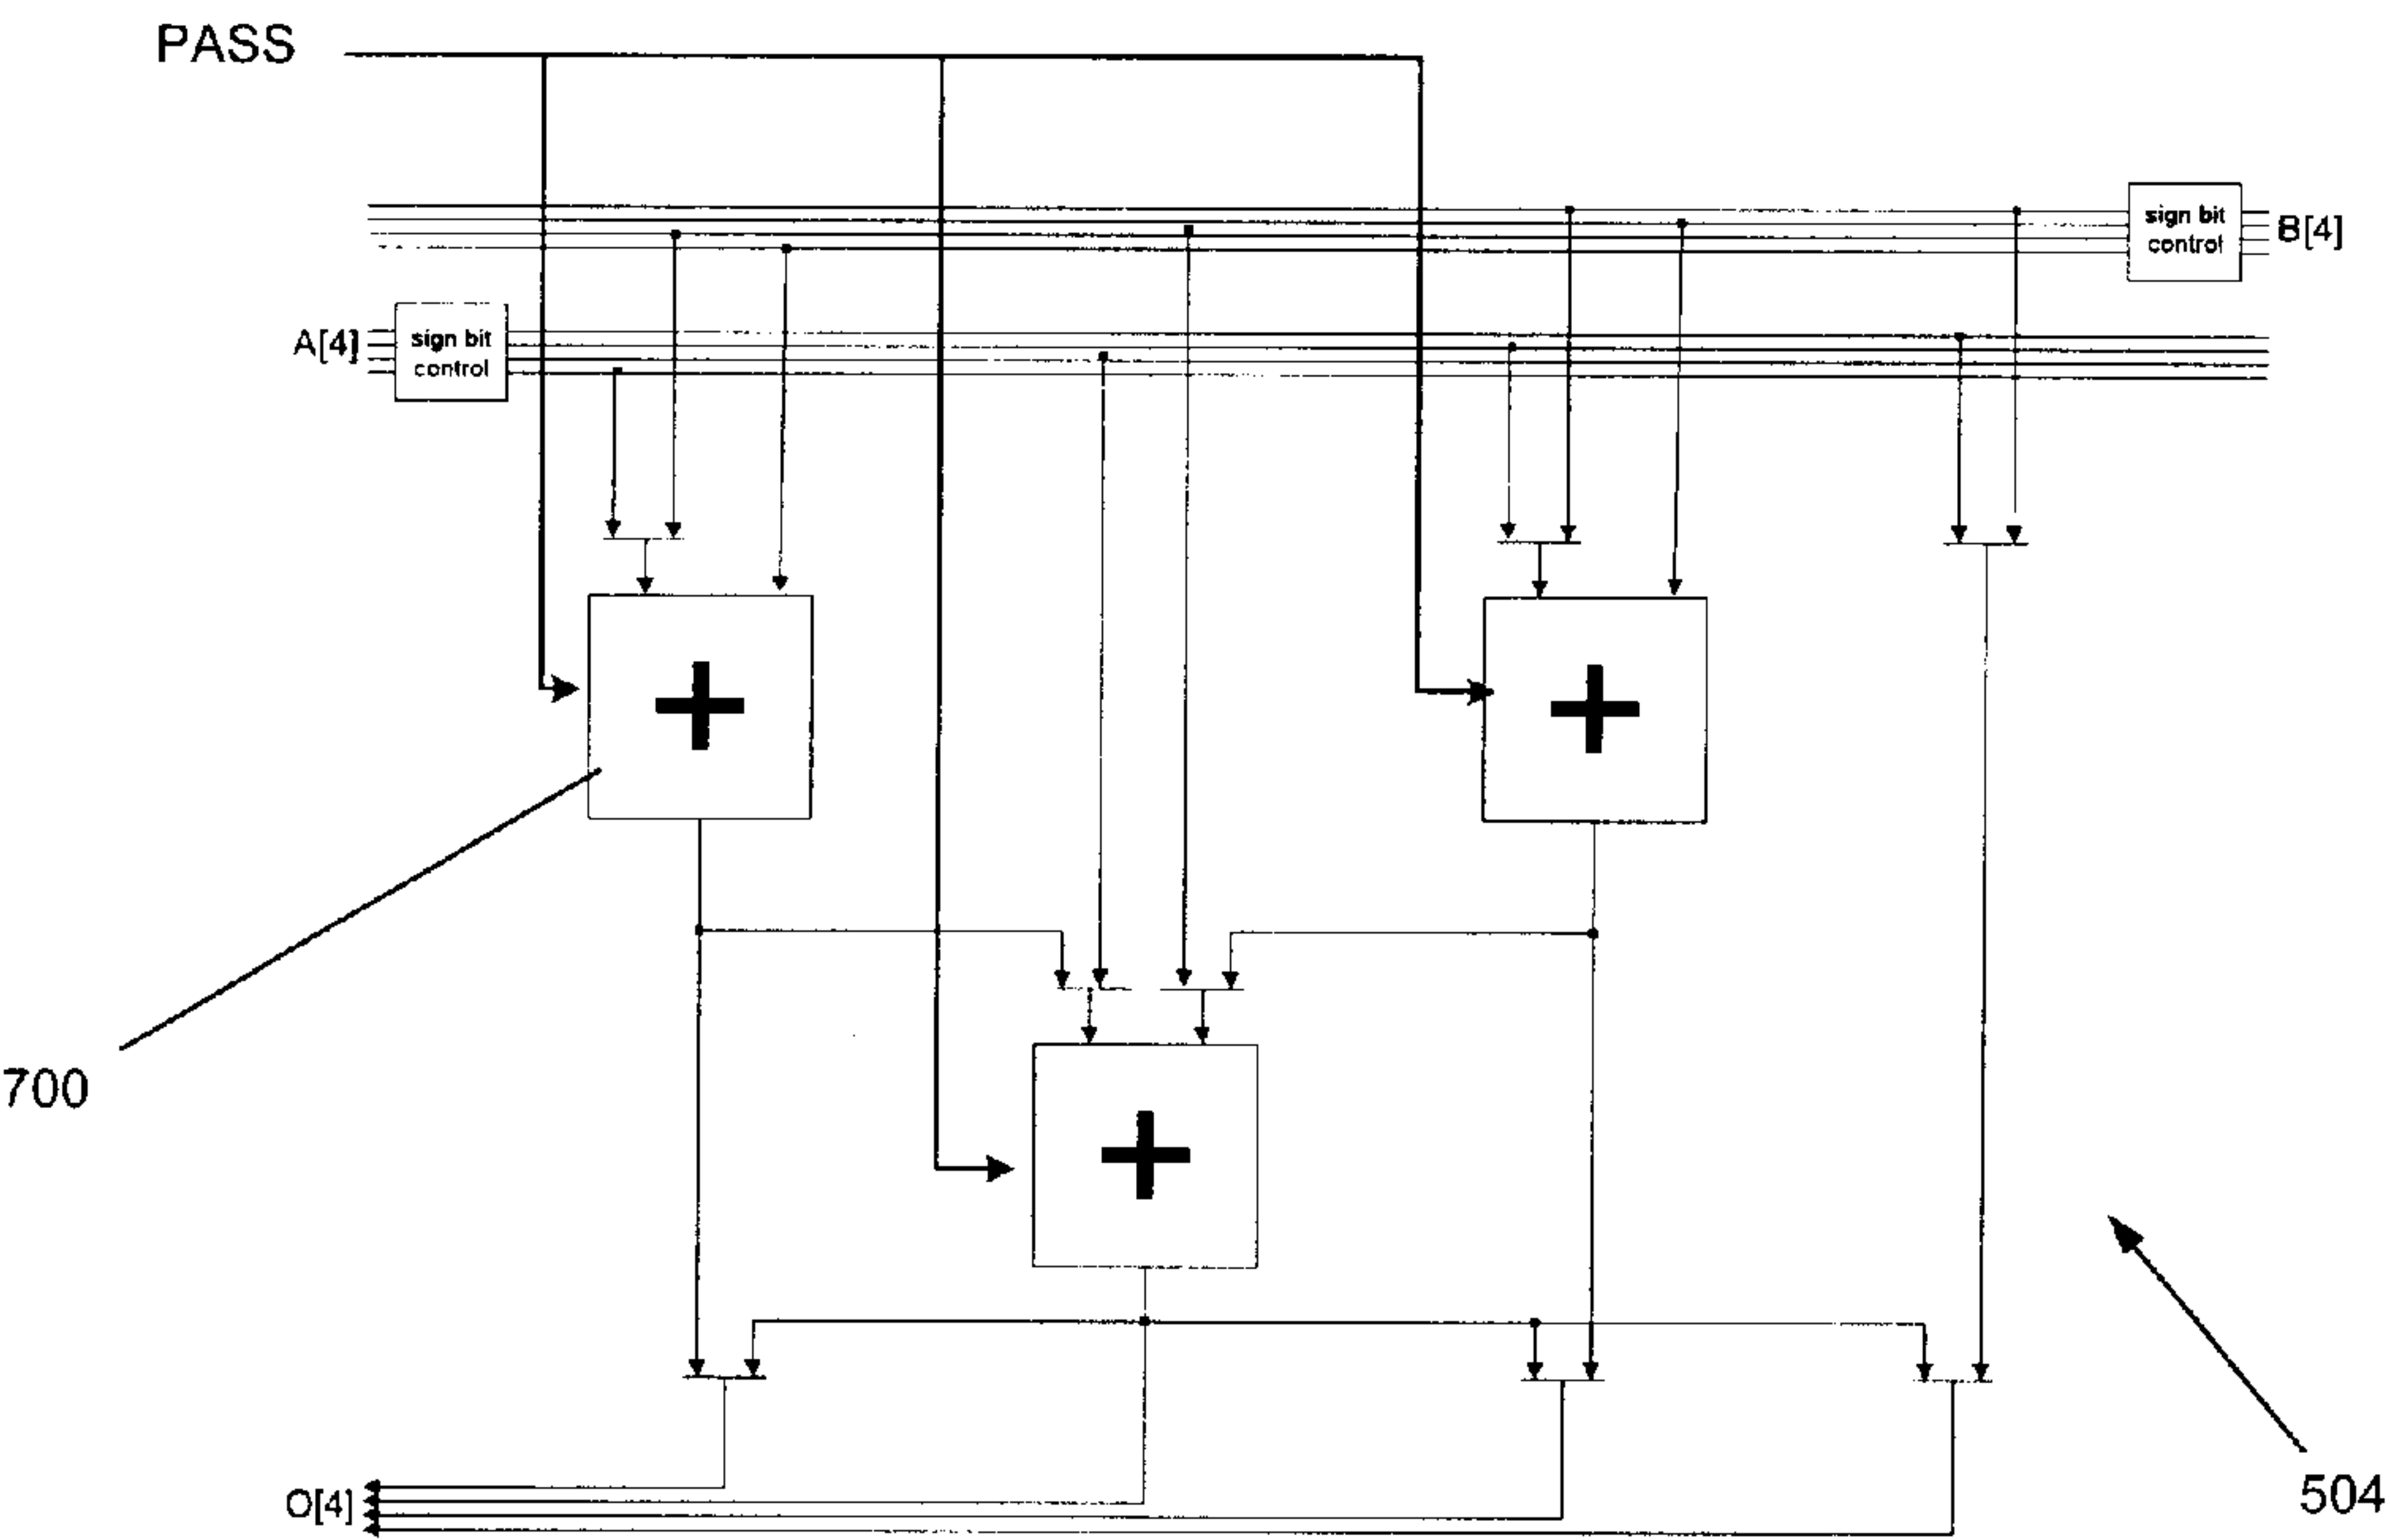 PASS
sign bit
control
B[4]
A[4]
sign bit
control
+
+
700
+
O[4]
504